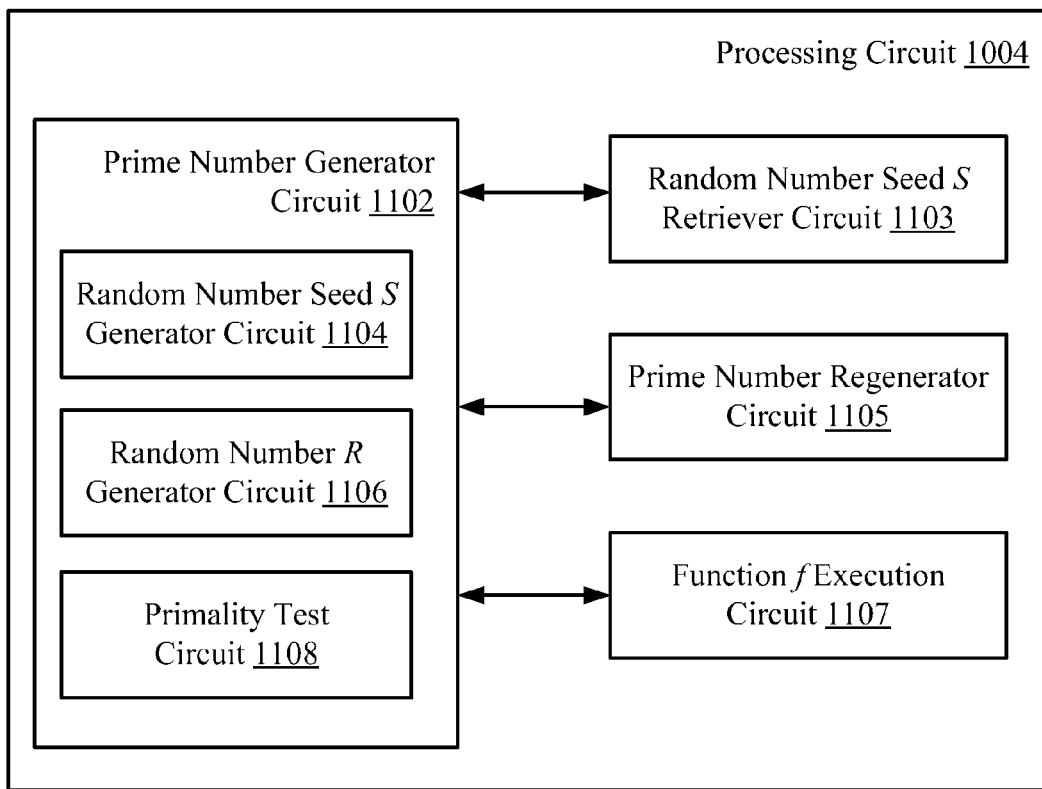 Processing Circuit 1004
Prime Number Generator
Circuit 1102
Random Number Seed S
Generator Circuit 1104
Random Number R
Generator Circuit 1106
Primality Test
Circuit 1108
Random Number Seed S
Retriever Circuit 1103
Prime Number Regenerator
Circuit 1105
Function f Execution
Circuit 1107